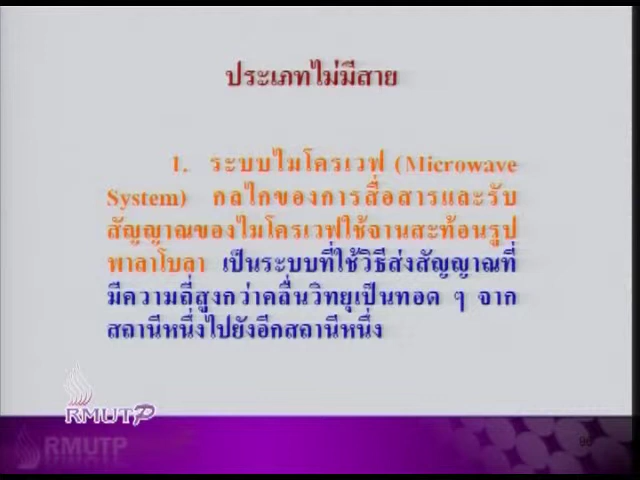 ประเภทไม่มีสาย
1. ระบบไมโครเวฟ (Microwave
System) กลไกของการสื่อสารและรับ
สัญญาณของไมโครเวฟใช้จานสะท้อนรูป
พาลาโบลา เป็นระบบที่ใช้วิธีส่งสัญญาณที่
มีความถี่สูงกว่าคลื่นวิทยุเป็นทอด ๆ จาก
สถานีหนึ่งไปยังอีกสถานีหนึ่ง
RMUTP
RMUTP